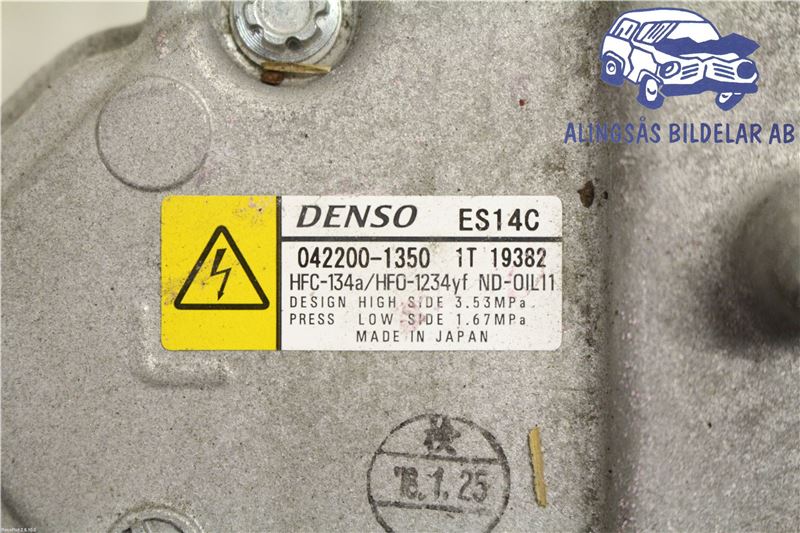 ALINGSÅS BILDELAR AB
DENSO ES14C
042200-1350 1T 19382
HFC-134a/HFO-1234yf ND-OIL11
DESIGN HIGH SIDE 3.53MPa
PRESS LOW SIDE 1.67MPa
MADE IN JAPAN
検
18.1.25